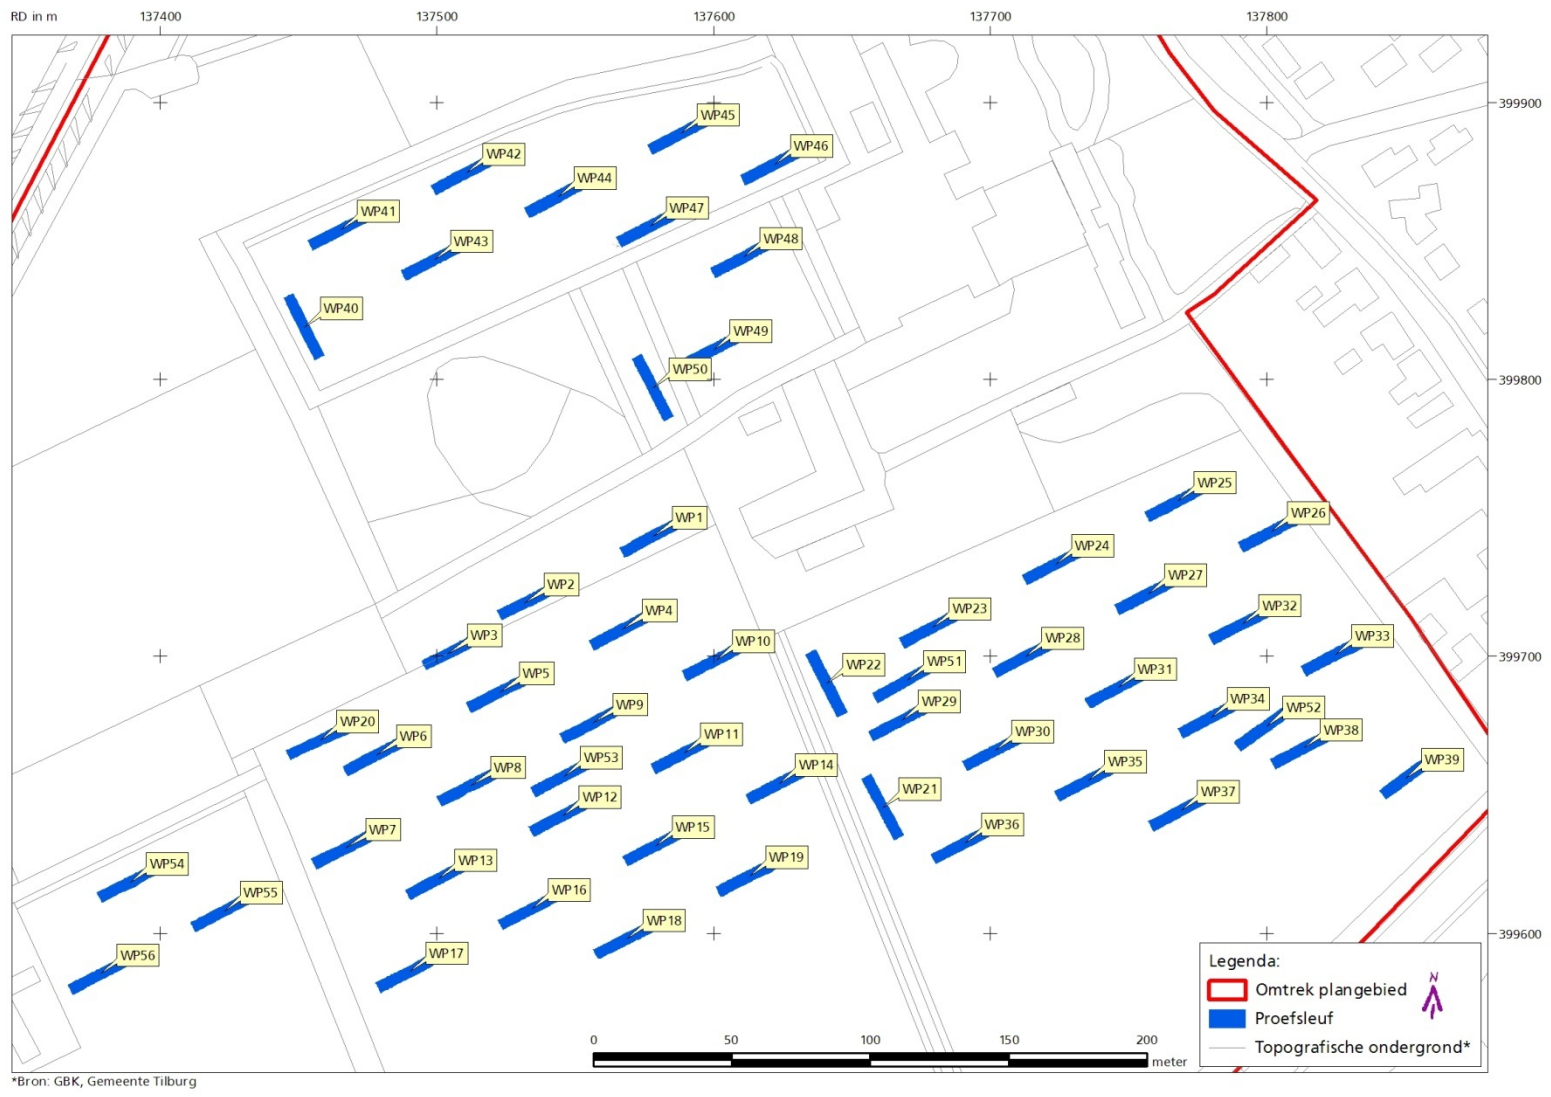 RD in m
137400
137500
137600
137700
137800
399900
WP45
WP46
WP42
WP44
WP41
WP47
WP43
WP48
WP40
WP49
WP50
399800
WP25
WP26
WP1
WP24
WP2
WP27
WP4
WP23
WP32
WP3
WP10
WP28
WP33
399700
WP5
WP22
WP51
WP31
WP9
WP29
WP34
WP52
WP20
WP6
WP11
WP30
WP38
WP8
WP53
WP14
WP35
WP39
WP12
WP21
WP37
WP7
WP15
WP36
WP54
WP13
WP19
WP55
WP16
WP18
399600
WP56
WP17
Legenda:
Omtrek plangebied
N
Proefsleuf
Topografische ondergrond*
0
50
100
150
200
meter
*Bron: GBK, Gemeente Tilburg